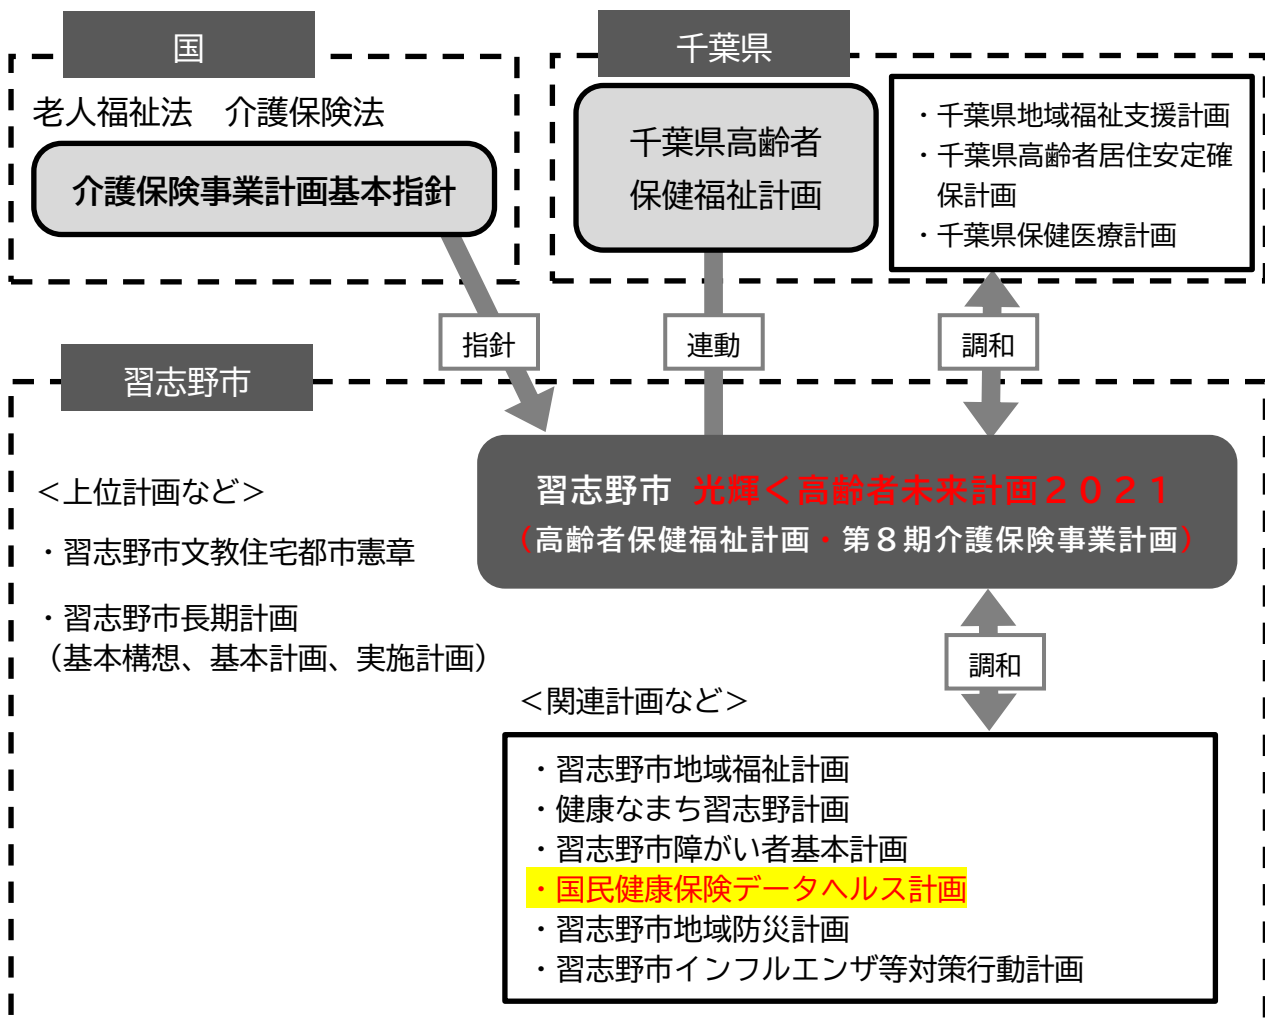 国
老人福祉法　介護保険法
介護保険事業計画基本指針
千葉県
千葉県高齢者
保健福祉計画
・千葉県地域福祉支援計画
・千葉県高齢者居住安定確
保計画
・千葉県保健医療計画
指針
連動
調和
習志野市
＜上位計画など＞
・習志野市文教住宅都市憲章
・習志野市長期計画
（基本構想、基本計画、実施計画）
習志野市 光輝く高齢者未来計画２０２１
（高齢者保健福祉計画・第８期介護保険事業計画）
調和
＜関連計画など＞
・習志野市地域福祉計画
・健康なまち習志野計画
・習志野市障がい者基本計画
・国民健康保険データヘルス計画
・習志野市地域防災計画
・習志野市インフルエンザ等対策行動計画